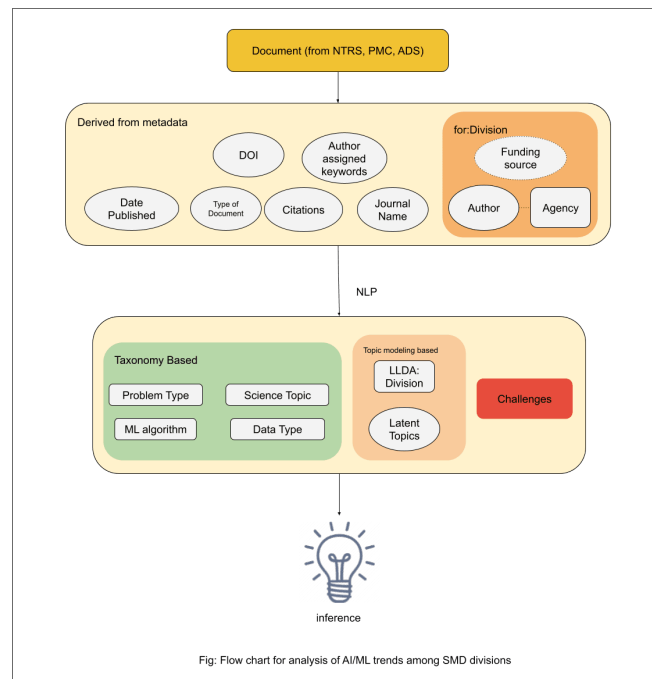 Document (from NTRS, PMC, ADS)
Derived from metadata
for:Division
DOI
Author
assigned
keywords
Funding
source
Date
Published
Type of
Document
Citations
Journal
Name
Author
Agency
NLP
Taxonomy Based
Topic modeling based
Problem Type
Science Topic
LLDA:
Division
Challenges
ML algorithm
Data Type
Latent
Topics
inference
Fig: Flow chart for analysis of AI/ML trends among SMD divisions